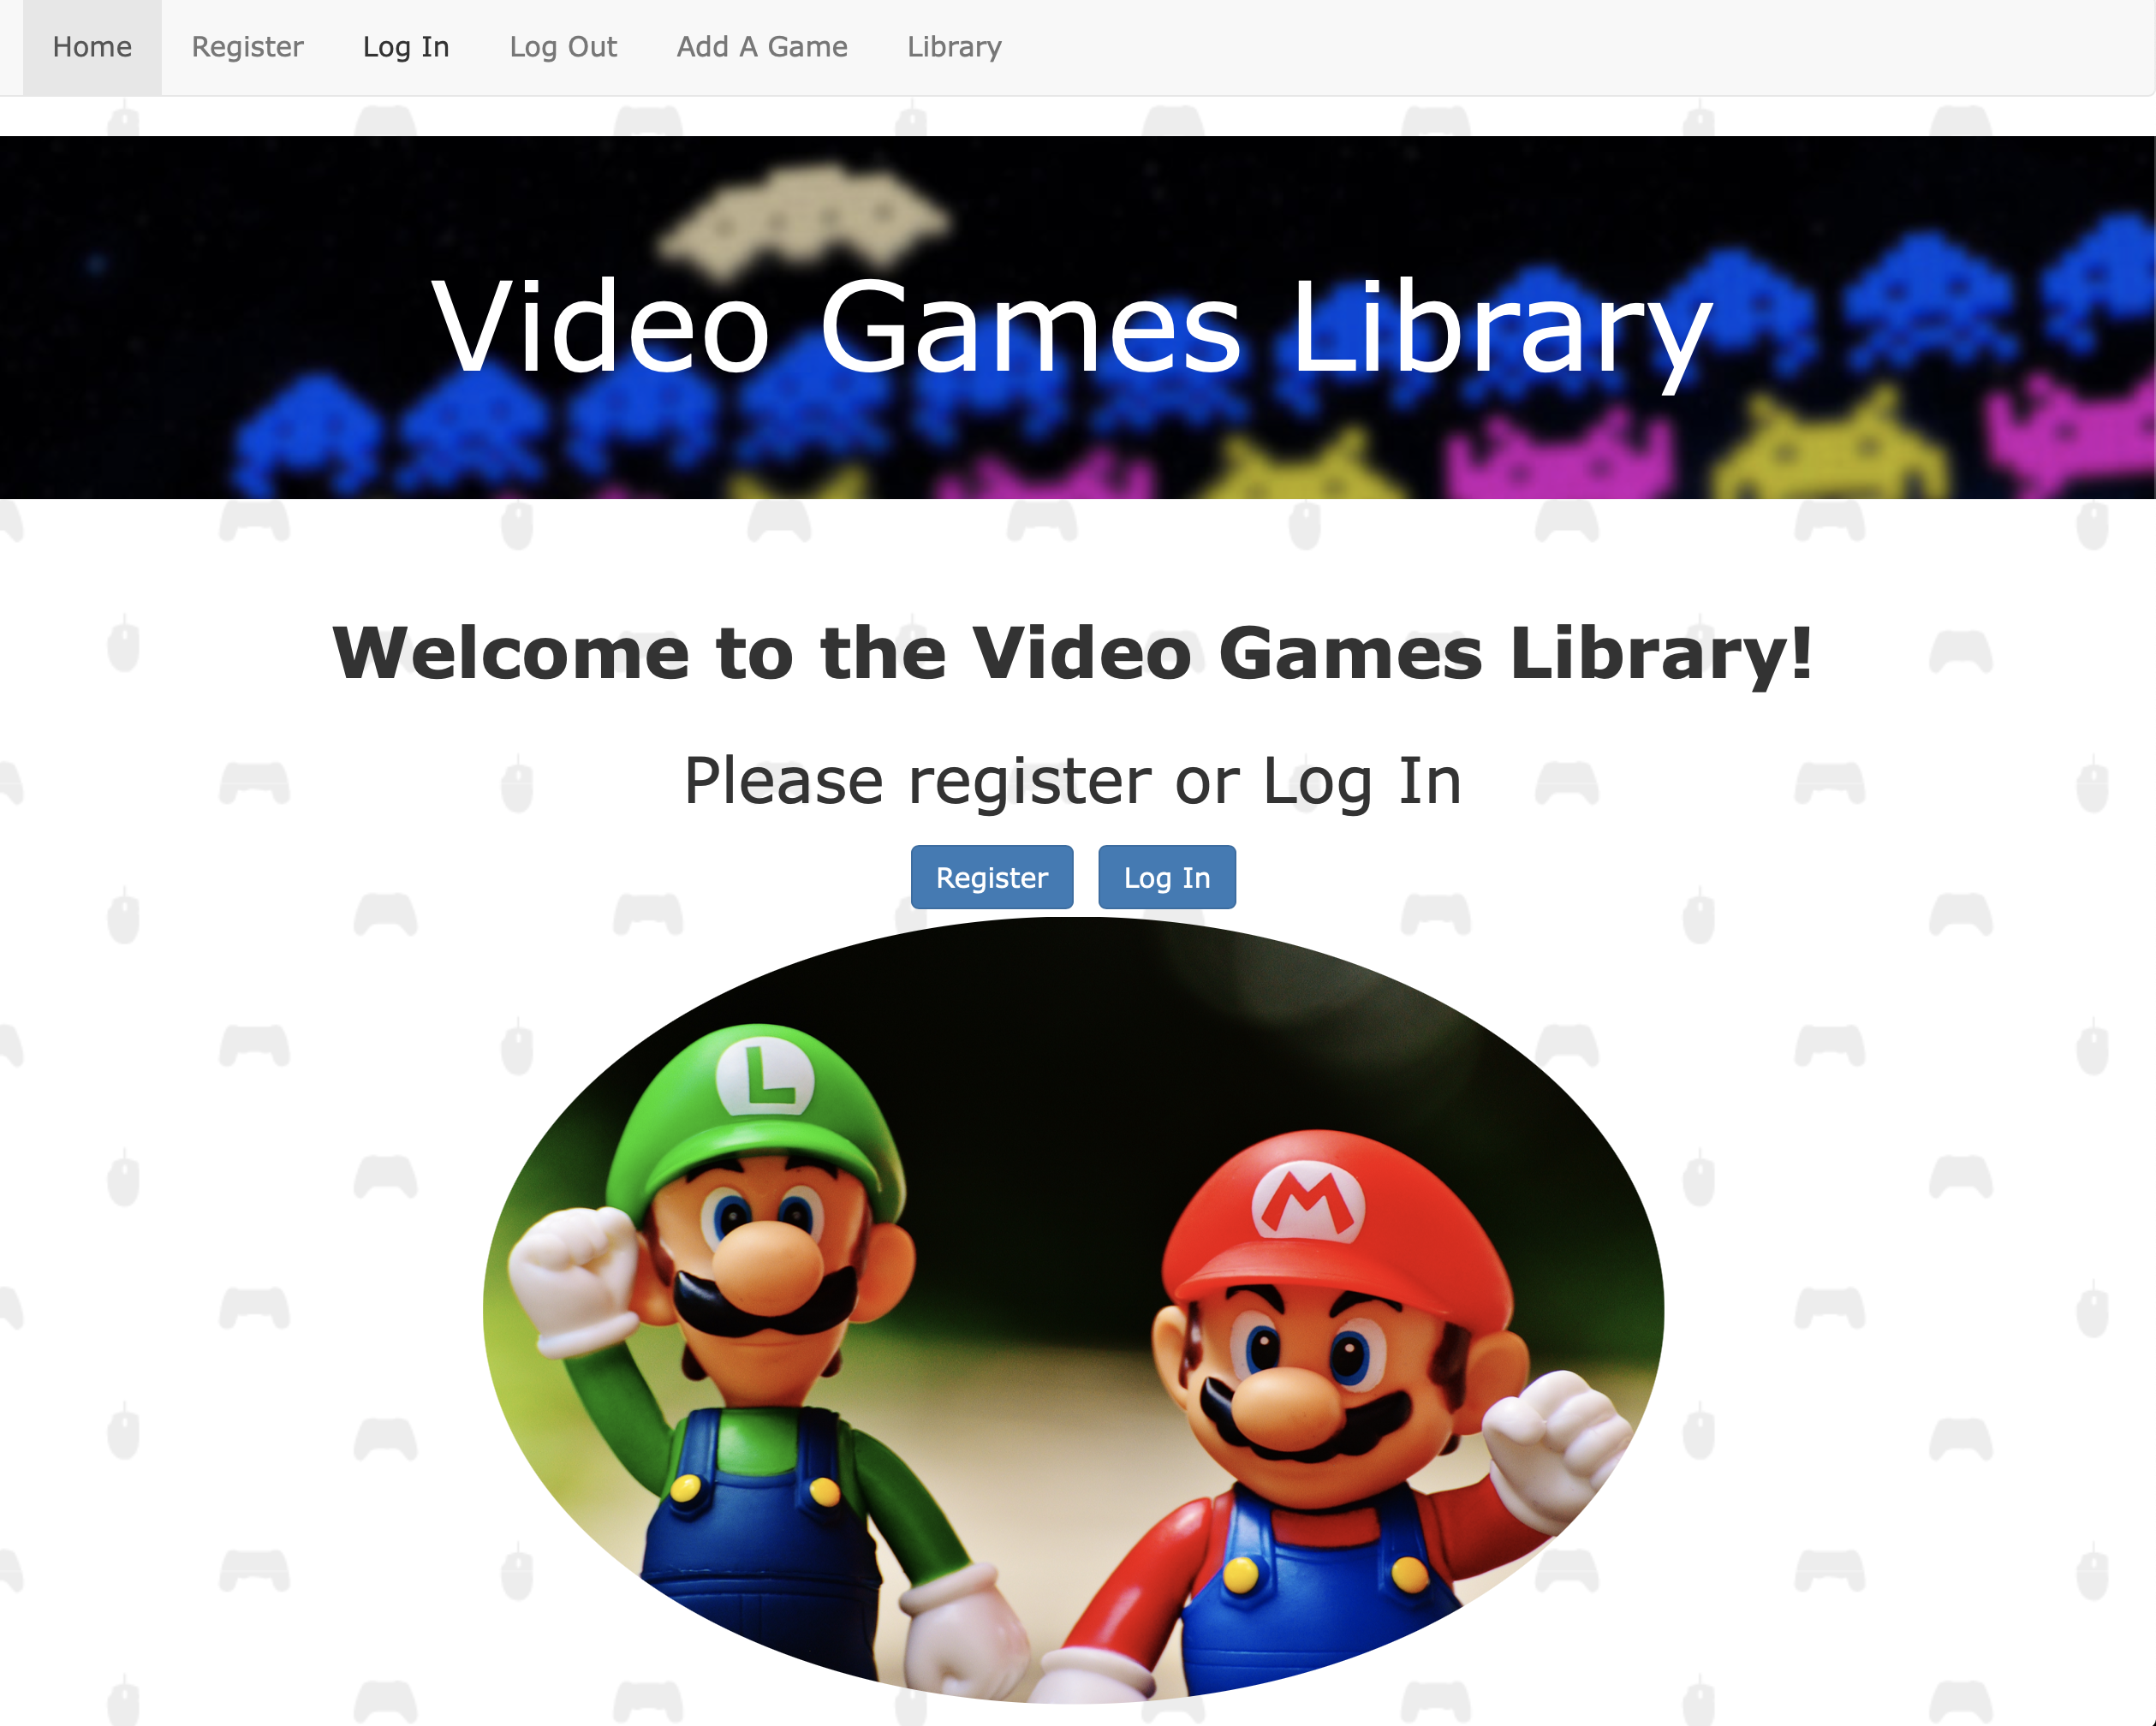 Home Register Log In Log Out Add A Game Library
Video Games Library
Welcome to the Video Games Library!
Please register or Log In
Register Log In
L
M